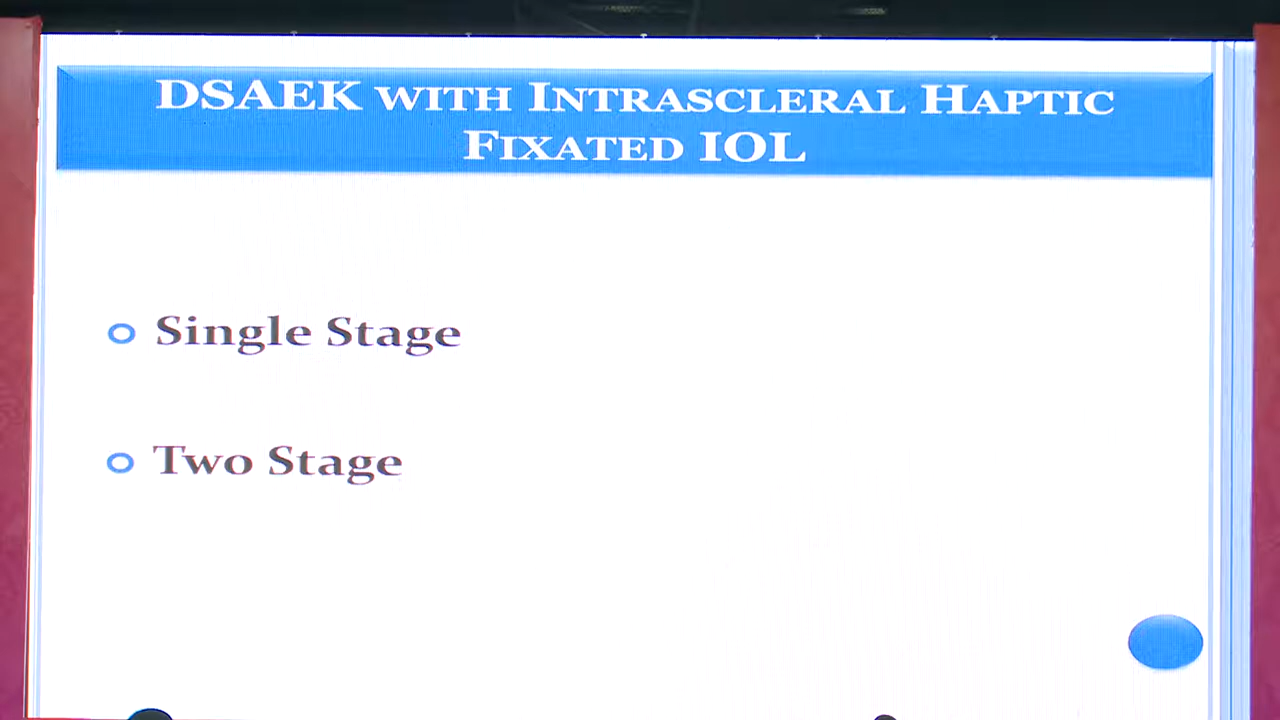 DSAEK with Intrascleral Haptic
Fixated IOL
Single Stage
Two Stage